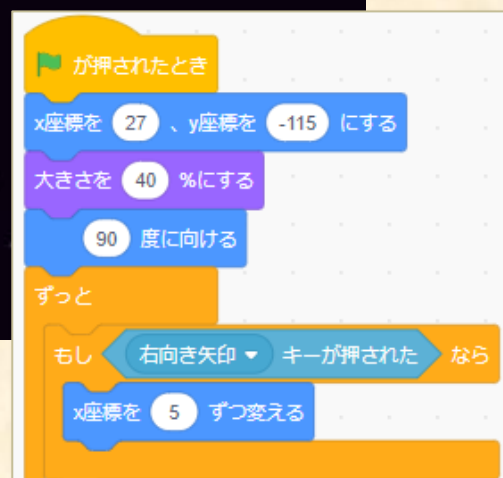 が押されたとき
x座標を 27 、y座標を -115 にする
大きさを 40 %にする
90 度に向ける
ずっと
もし 右向き矢印 キーが押された なら
x座標を 5 ずつ変える